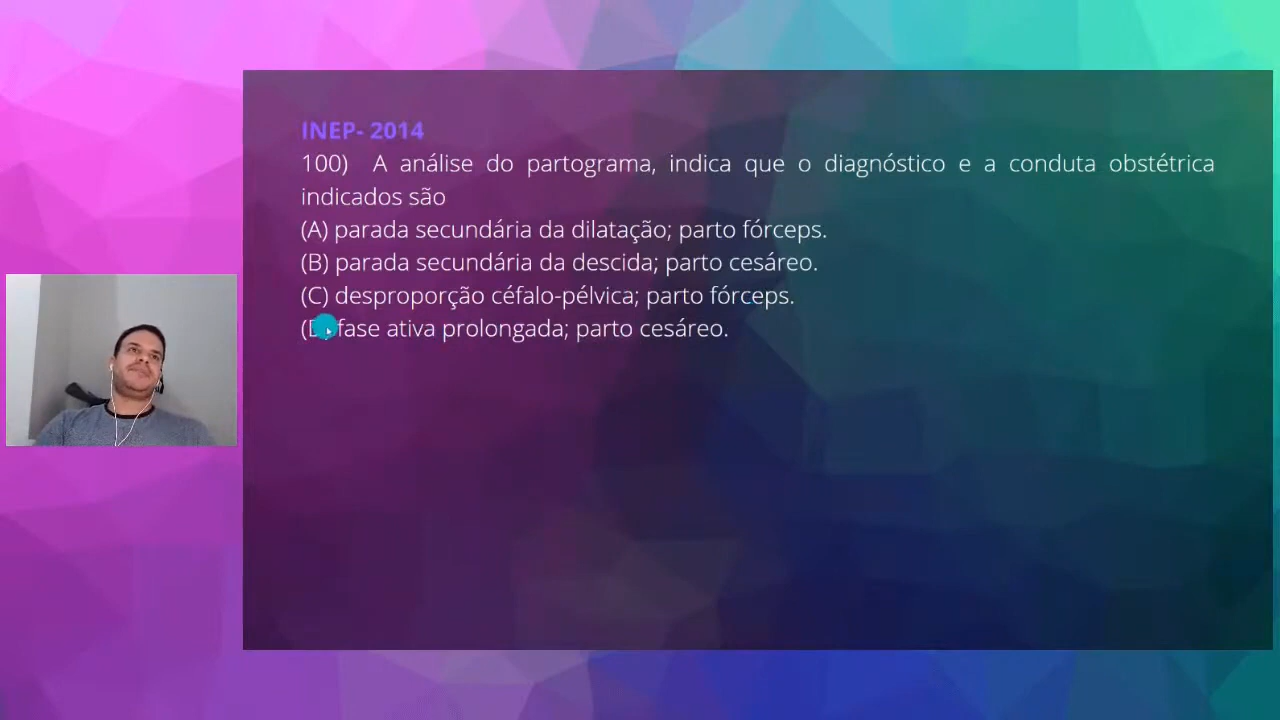 INEP- 2014
100) A análise do partograma, indica que o diagnóstico e a conduta obstétrica
indicados são
(A) parada secundária da dilatação; parto fórceps.
(B) parada secundária da descida; parto cesáreo.
(C) desproporção céfalo-pélvica; parto fórceps.
fase ativa prolongada; parto cesáreo.